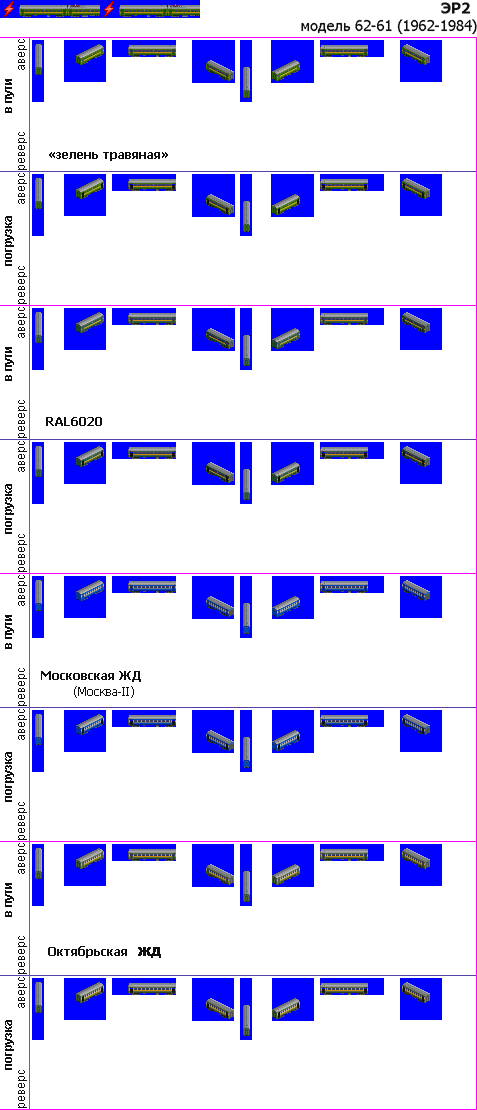 ЭР2
модель 62-61 (1962-1984)
аверс
в пути
реверс
«зелень травяная»
аверс
погрузка
реверс
аверс
в пути
реверс
RAL6020
аверс
погрузка
реверс
аверс
в пути
реверс
Московская ЖД
(Москва-II)
аверс
погрузка
реверс
аверс
в пути
реверс
Октябрьская ЖД
аверс
погрузка
реверс